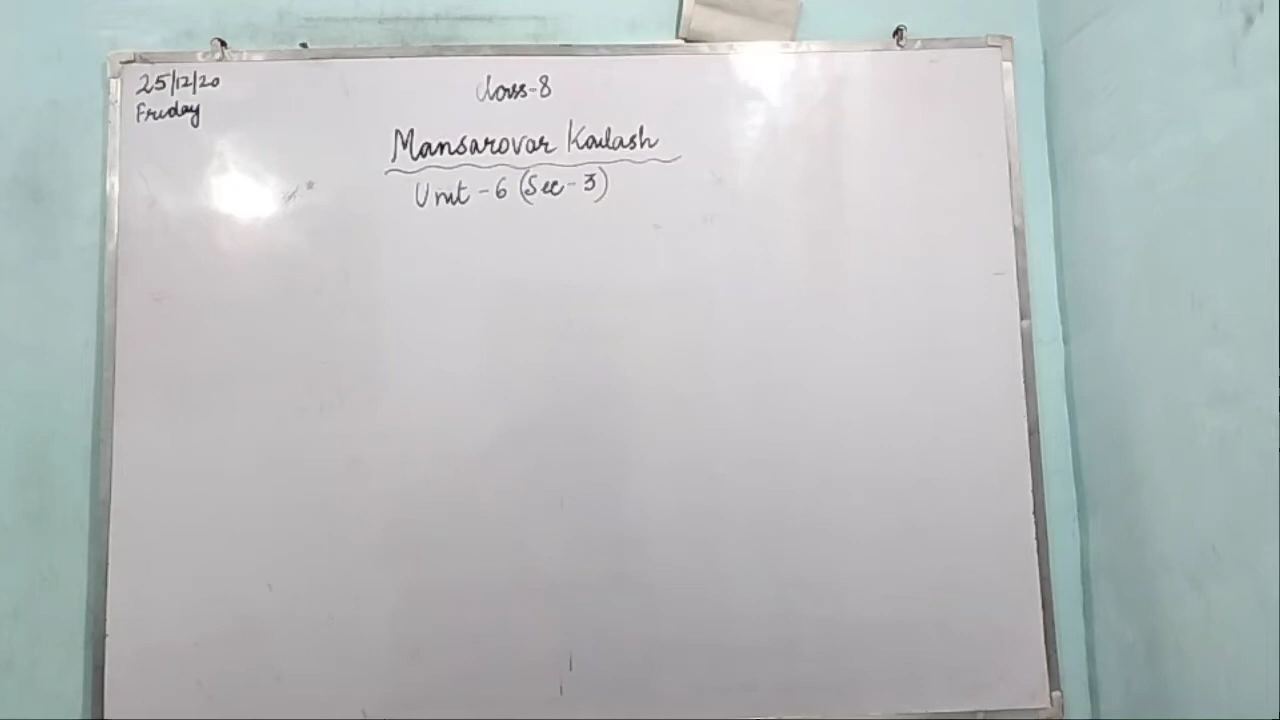 25/12/20
Friday
Class-8
Mansarovar Kailash
Unit - 6 (Sec - 3)